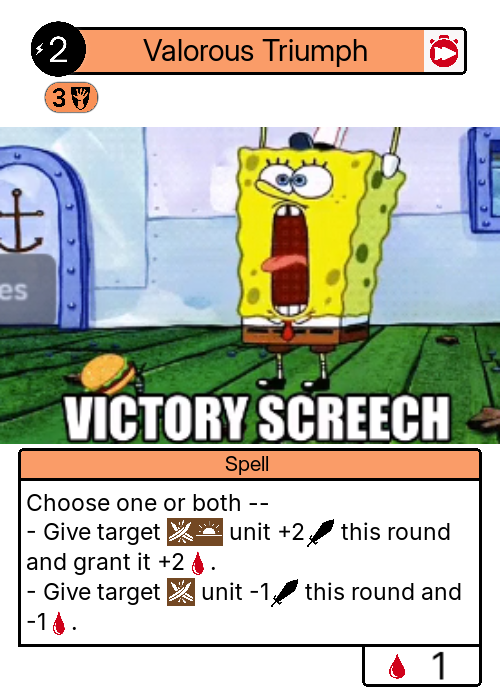 2
Valorous Triumph
3
es
VICTORY SCREECH
Spell
Choose one or both --
- Give target unit +2 this round
and grant it +2 .
- Give target unit -1 this round and
-1 .
1